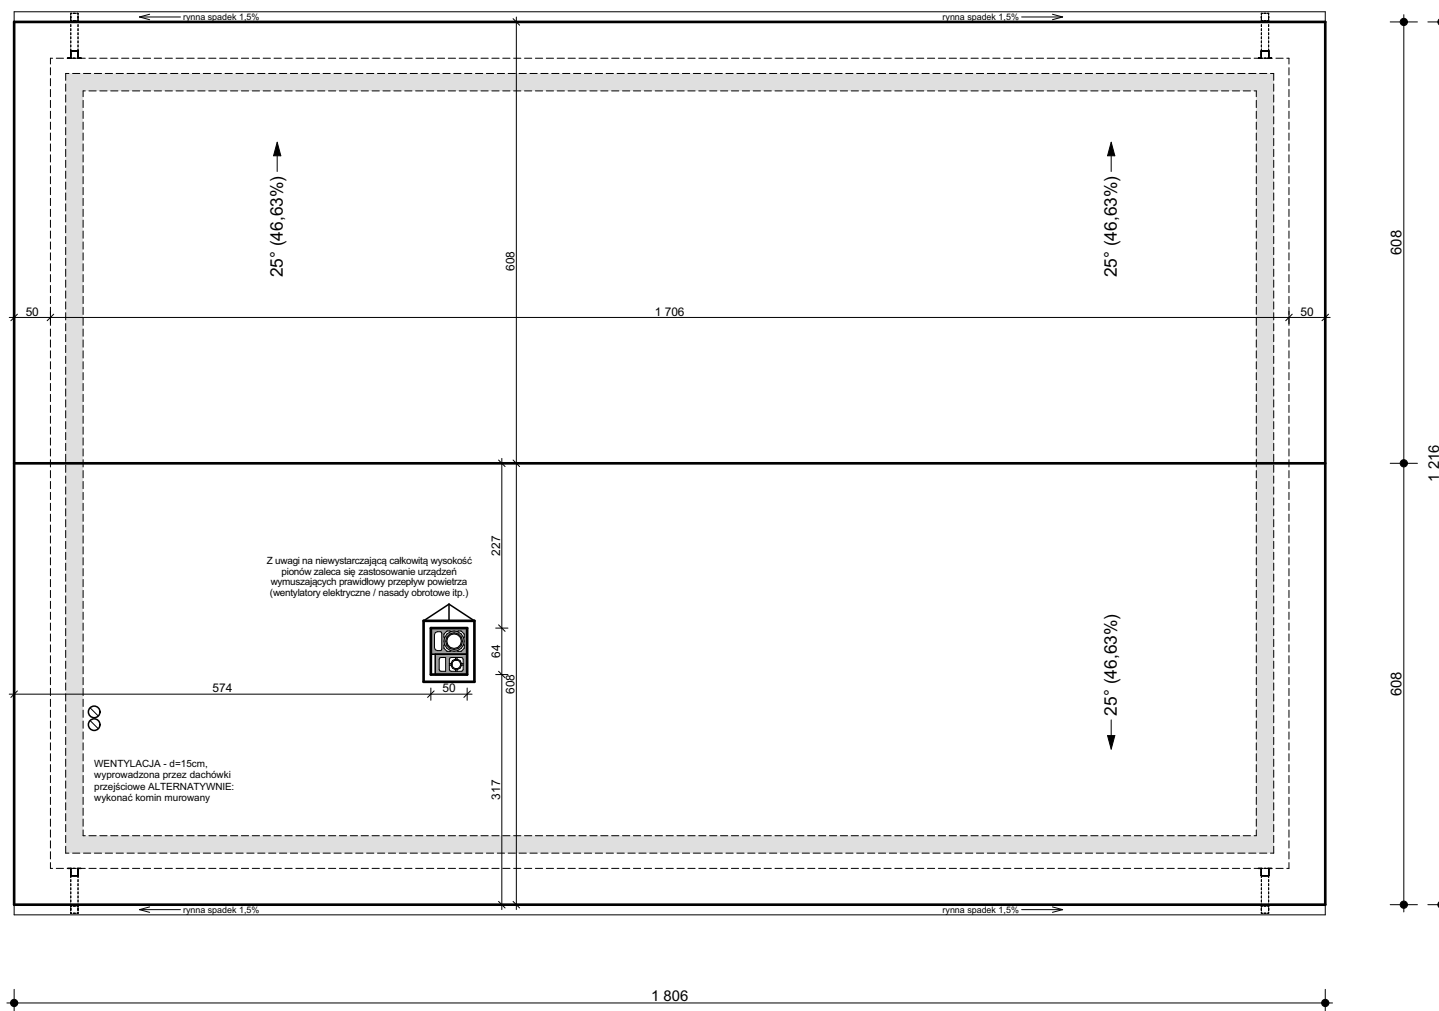 rynna spadek 1,5%
rynna spadek 1,5%
25° (46,63%)
25° (46,63%)
608
608
50
1 706
50
1 216
227
Z uwagi na niewystarczającą całkowitą wysokość
pionów zaleca się zastosowanie urządzeń
wymuszających prawidłowy przepływ powietrza
(wentylatory elektryczne / nasady obrotowe itp.)
64
608
574
50
25° (46,63%)
608
WENTYLACJA - d=15cm,
wyprowadzona przez dachówki
przejściowe ALTERNATYWNIE:
wykonać komin murowany
317
rynna spadek 1,5%
rynna spadek 1,5%
1 806